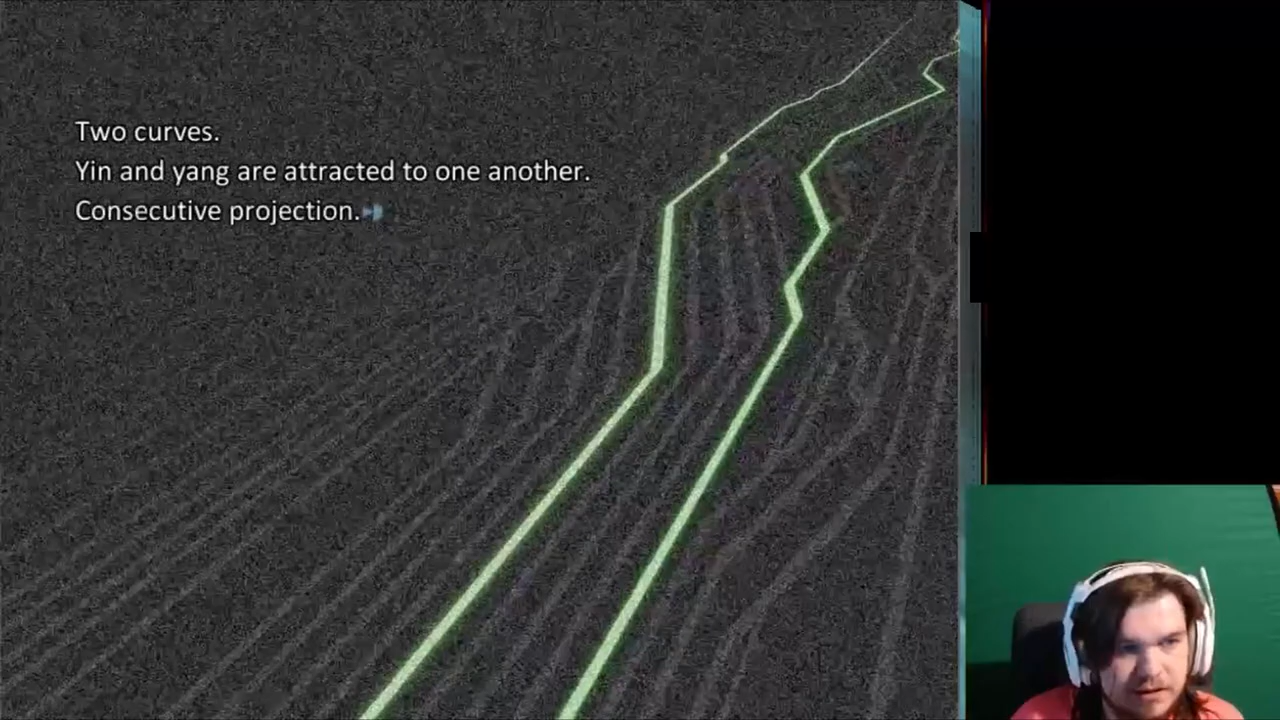 Two curves.
Yin and yang are attracted to one another.
Consecutive projection.